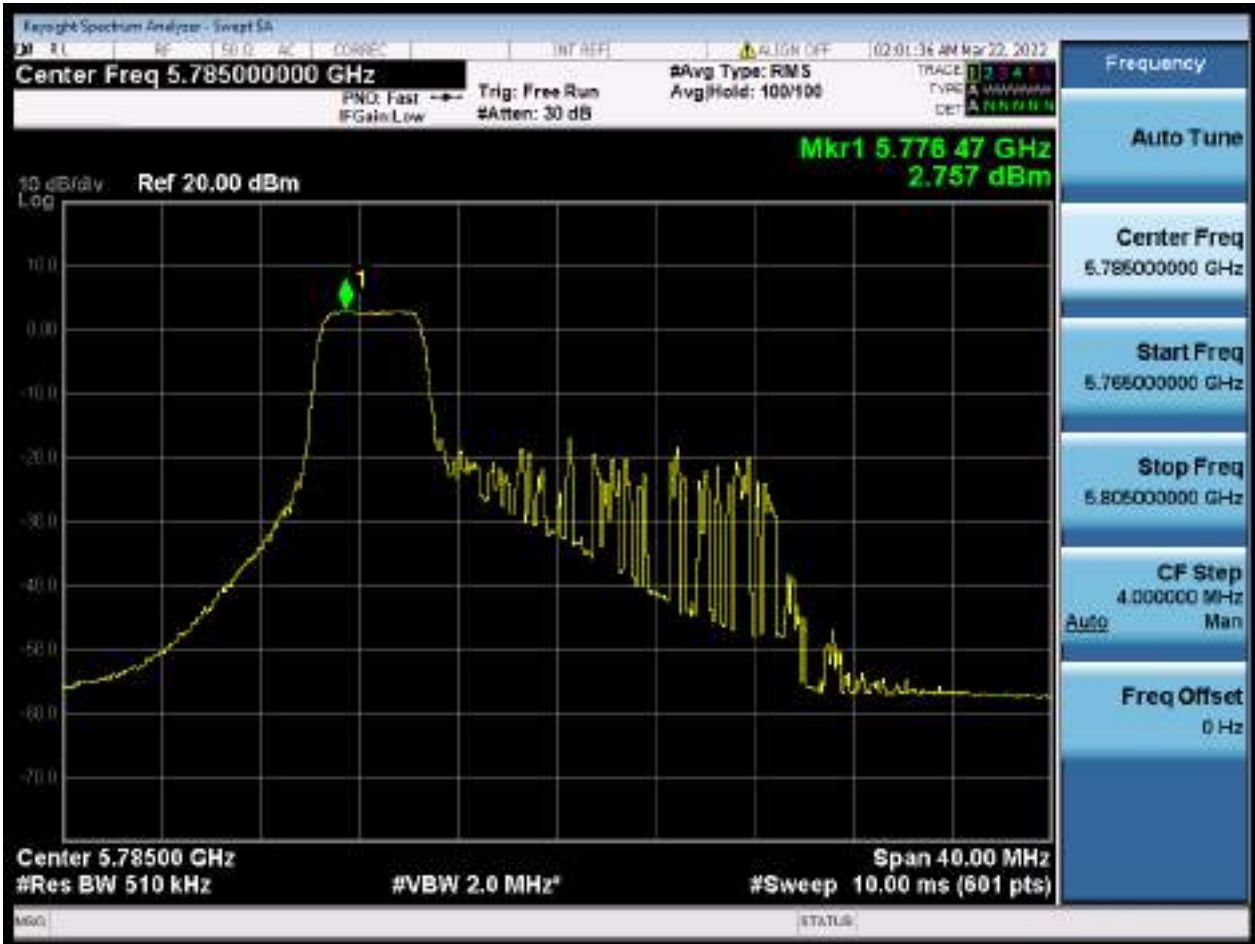 Keysight Spectrum Analyzer - Swept SA
RL RF 50 Ω AC CORREC INT REF ALIGN OFF 02:01:36 AM Mar 22, 2022
Center Freq 5.785000000 GHz
PNO: Fast
IFGain:Low
Trig: Free Run
#Atten: 30 dB
#Avg Type: RMS
Avg|Hold: 100/100
TRACE 1 2 3 4 5 6
TYPE A WWWWW
DET A N N N N N
Mkr1 5.776 47 GHz
2.757 dBm
10 dB/div Ref 20.00 dBm
Log
10.0
0.00
-10.0
-20.0
-30.0
-40.0
-50.0
-60.0
-70.0
1
Center 5.78500 GHz
Span 40.00 MHz
#Res BW 510 kHz
#VBW 2.0 MHz*
#Sweep 10.00 ms (601 pts)
MSG
STATUS
Frequency
Auto Tune
Center Freq
5.785000000 GHz
Start Freq
5.765000000 GHz
Stop Freq
5.805000000 GHz
CF Step
4.000000 MHz
Auto Man
Freq Offset
0 Hz